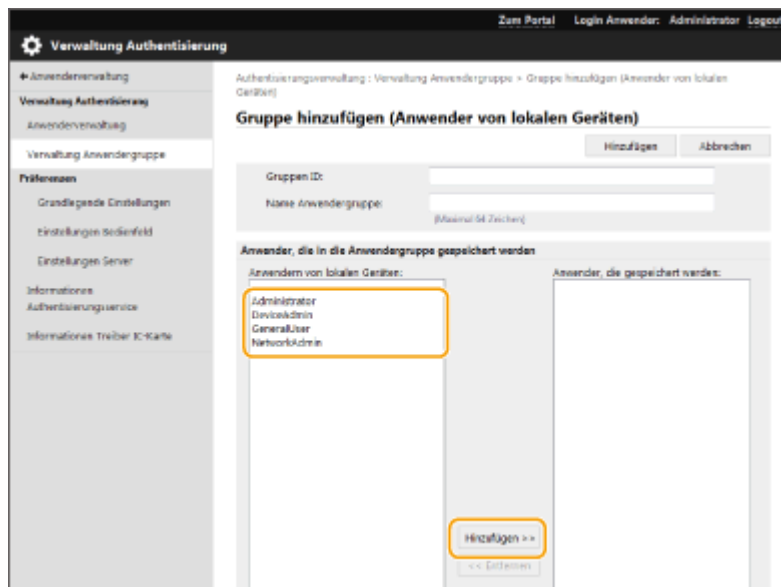 Zum Portal Login Anwender: Administrator Logout
Verwaltung Authentisierung
Anwenderverwaltung
Verwaltung Authentisierung
Anwenderverwaltung
Verwaltung Anwendergruppe
Präferenzen
Grundlegende Einstellungen
Einstellungen Bedienfeld
Einstellungen Server
Informationen
Authentisierungsservice
Informationen Treiber IC-Karte
Authentisierungsverwaltung : Verwaltung Anwendergruppe > Gruppe hinzufügen (Anwender von lokalen
Geräten)
Gruppe hinzufügen (Anwender von lokalen Geräten)
Hinzufügen Abbrechen
Gruppen ID:
Name Anwendergruppe:
(Maximal 64 Zeichen)
Anwender, die in die Anwendergruppe gespeichert werden
Anwendern von lokalen Geräten: Anwender, die gespeichert werden:
Administrator
DeviceAdmin
GeneralUser
NetworkAdmin
Hinzufügen >>
<< Entfernen